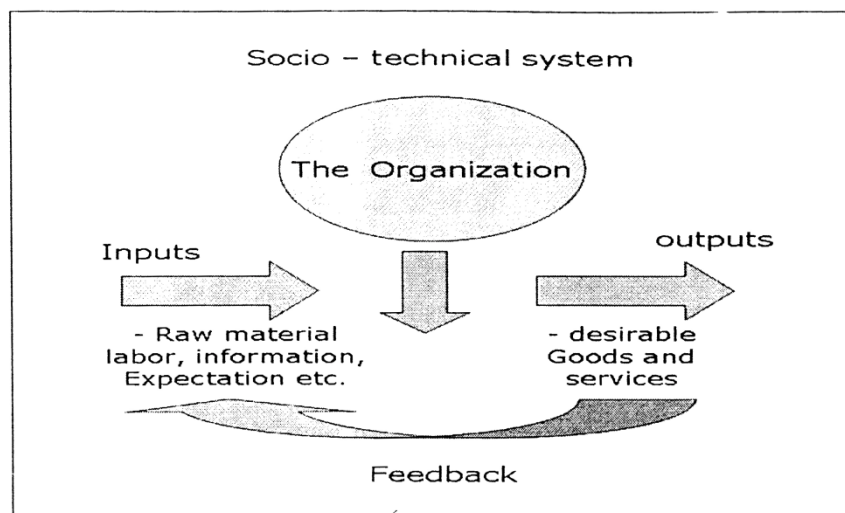 Socio – technical system
The Organization
Inputs
outputs
- Raw material
labor, information,
Expectation etc.
- desirable
Goods and
services
Feedback